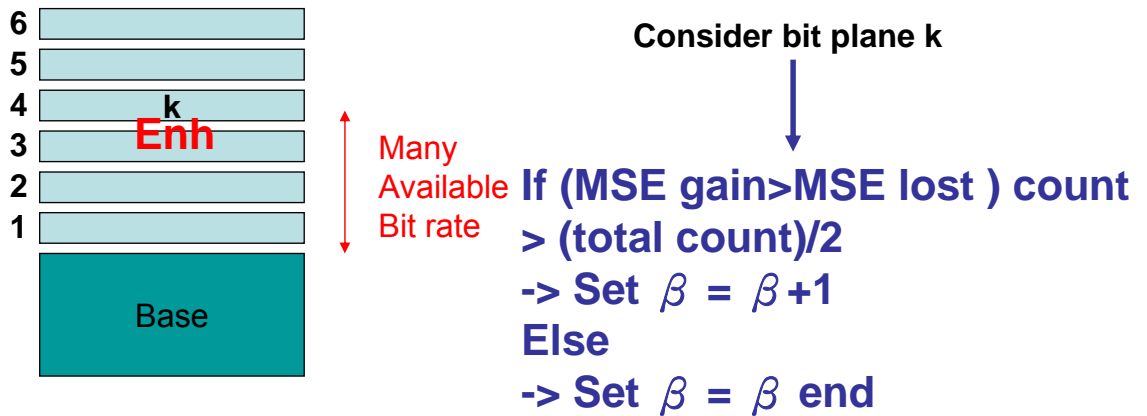 6
5
4
k
Enh
3
2
1
Base
Many
Available
Bit rate
Consider bit plane k
If (MSE gain>MSE lost ) count
> (total count)/2
-> Set β = β+1
Else
-> Set β = β end